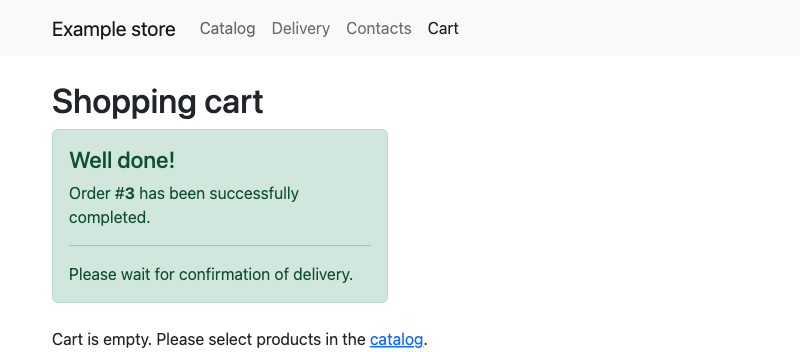 Example store Catalog Delivery Contacts Cart
Shopping cart
Well done!
Order #3 has been successfully
completed.
Please wait for confirmation of delivery.
Cart is empty. Please select products in the catalog.